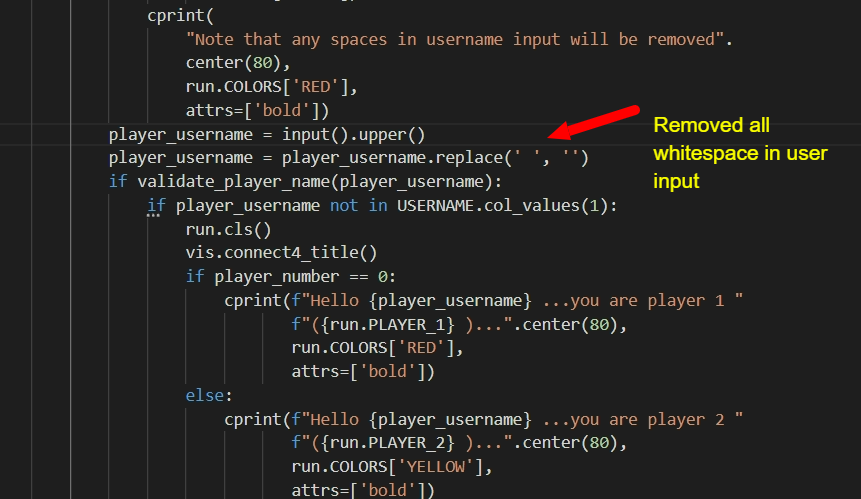 cprint(
"Note that any spaces in username input will be removed".
center(80),
run.COLORS['RED'],
attrs=['bold'])
player_username = input().upper()
player_username = player_username.replace(' ', '')
Removed all
whitespace in user
input
if validate_player_name(player_username):
if player_username not in USERNAME.col_values(1):
run.cls()
vis.connect4_title()
if player_number == 0:
cprint(f"Hello {player_username} ...you are player 1 "
f"({run.PLAYER_1} )...".center(80),
run.COLORS['RED'],
attrs=['bold'])
else:
cprint(f"Hello {player_username} ...you are player 2 "
f"({run.PLAYER_2} )...".center(80),
run.COLORS['YELLOW'],
attrs=['bold'])